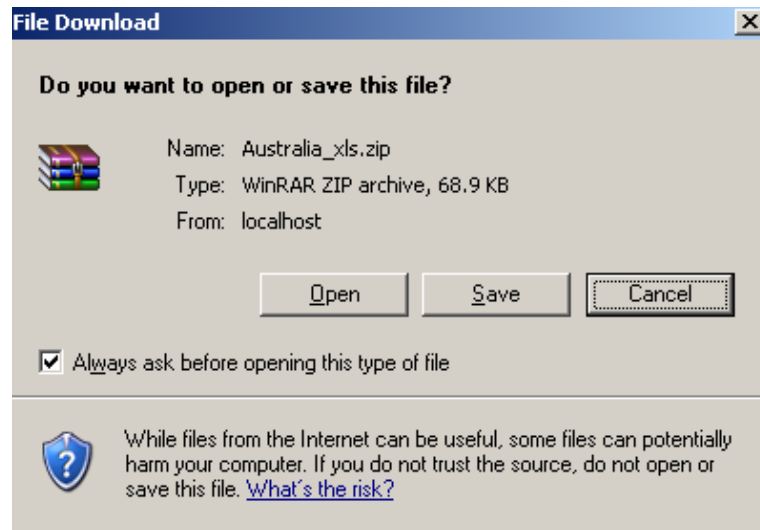 File Download
Do you want to open or save this file?
Name: Australia_xls.zip
Type: WinRAR ZIP archive, 68.9 KB
From: localhost
Open Save Cancel
Always ask before opening this type of file
While files from the Internet can be useful, some files can potentially
harm your computer. If you do not trust the source, do not open or
save this file. What's the risk?